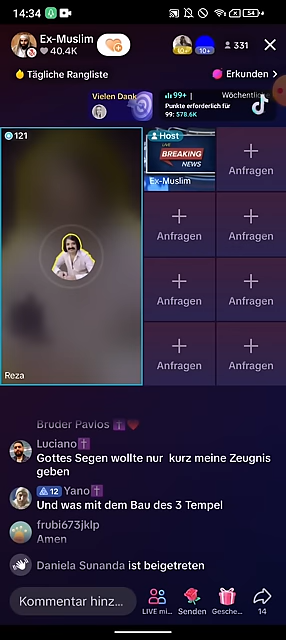 14:34
Ex-Muslim
40.4K
10+
331
Tägliche Rangliste
Erkunden >
Vielen Dank
99+ |
Wöchentlic
Punkte erforderlich für
99: 578.6K
121
Host
LIVE
BREAKING
NEWS
Ex-Muslim
Anfragen
Anfragen
Anfragen
Anfragen
Anfragen
Anfragen
Anfragen
Reza
Bruder Pavlos
Luciano
Gottes Segen wollte nur kurz meine Zeugnis
geben
12 Yano
Und was mit dem Bau des 3 Tempel
frubi673jklp
Amen
Daniela Sunanda ist beigetreten
Kommentar hinz...
LIVE mi...
Senden
Gesche...
14